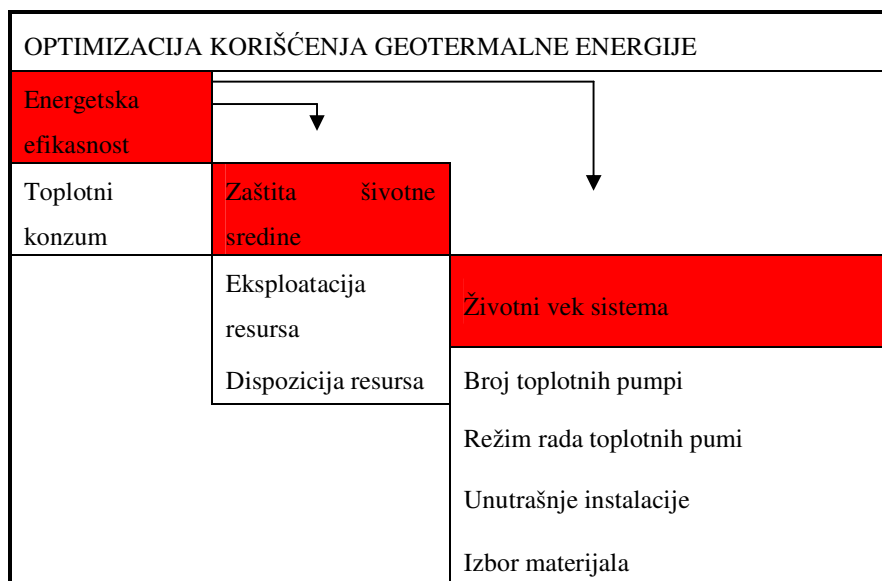 OPTIMIZACIJA KORIŠĆENJA GEOTERMALNE ENERGIJE
Energetska
efikasnost
Toplotni
konzum
Zaštita šivotne
sredine
Eksploatacija
resursa
Dispozicija resursa
Životni vek sistema
Broj toplotnih pumpi
Režim rada toplotnih pumi
Unutrašnje instalacije
Izbor materijala